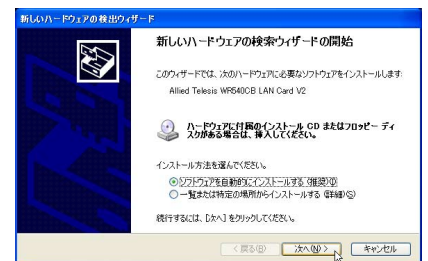 新しいハードウェアの検出ウィザード
新しいハードウェアの検索ウィザードの開始
このウィザードでは、次のハードウェアに必要なソフトウェアをインストールします:
Allied Telesis WR540CB LAN Card V2
ハードウェアに付属のインストール CD またはフロッピー ディ
スクがある場合は、挿入してください。
インストール方法を選んでください。
ソフトウェアを自動的にインストールする (推奨)(I)
一覧または特定の場所からインストールする (詳細)(S)
続行するには、[次へ] をクリックしてください。
< 戻る(B)
次へ(N) >
キャンセル